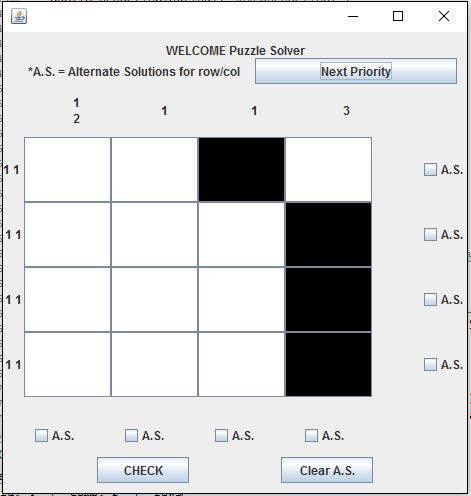 WELCOME Puzzle Solver
*A.S. = Alternate Solutions for row/col
Next Priority
1
2
1
1
3
1 1
A.S.
1 1
A.S.
1 1
A.S.
1 1
A.S.
A.S.
A.S.
A.S.
A.S.
CHECK
Clear A.S.